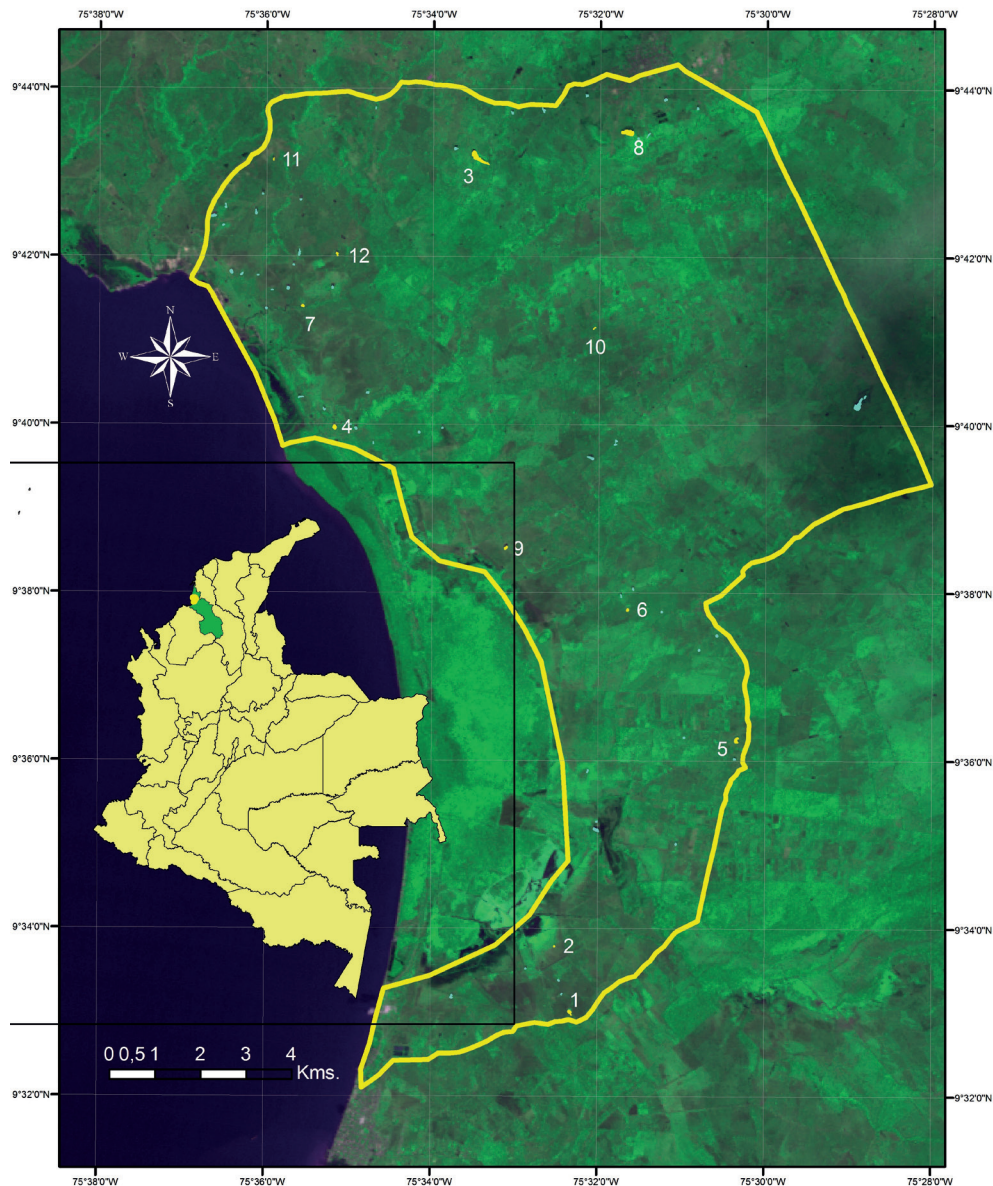 75°38'0"W 75°36'0"W 75°34'0"W 75°32'0"W 75°30'0"W 75°28'0"W
9°44'0"N 9°44'0"N
8
11
3
9°42'0"N 12 9°42'0"N
7
N
10
W E
S
9°40'0"N 4 9°40'0"N
9
9°38'0"N 6 9°38'0"N
5
9°36'0"N 9°36'0"N
9°34'0"N 2 9°34'0"N
1
0 0,5 1 2 3 4
Kms.
9°32'0"N 9°32'0"N
75°38'0"W 75°36'0"W 75°34'0"W 75°32'0"W 75°30'0"W 75°28'0"W